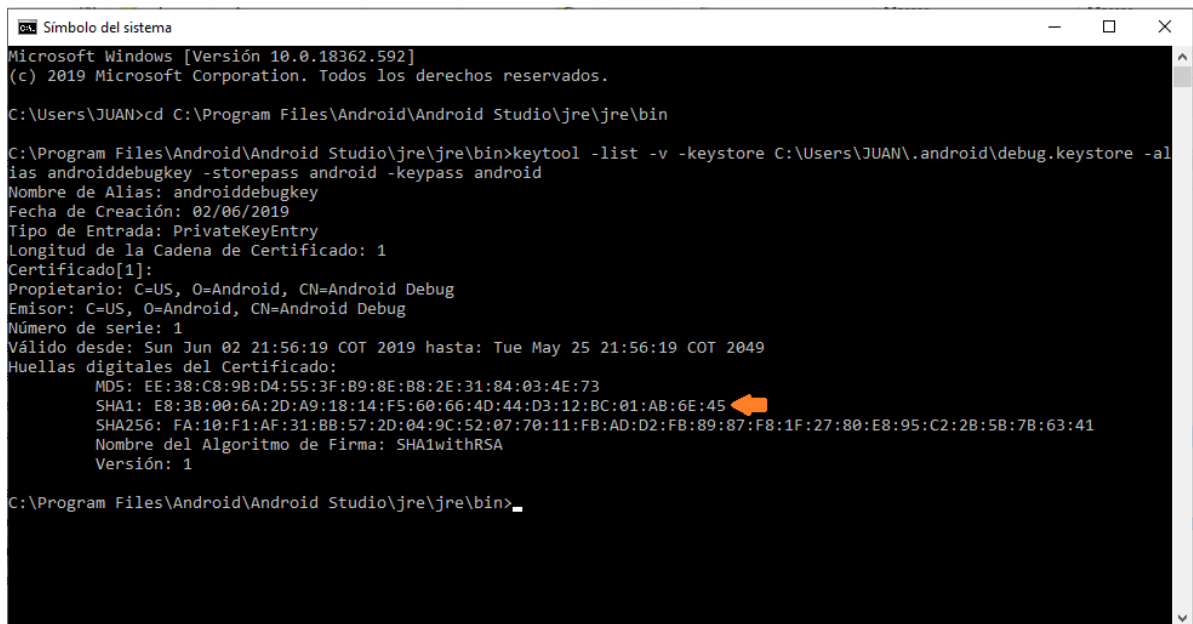 Símbolo del sistema
Microsoft Windows [Versión 10.0.18362.592]
(c) 2019 Microsoft Corporation. Todos los derechos reservados.
C:\Users\JUAN>cd C:\Program Files\Android\Android Studio\jre\jre\bin
C:\Program Files\Android\Android Studio\jre\jre\bin>keytool -list -v -keystore C:\Users\JUAN\.android\debug.keystore -al
ias androiddebugkey -storepass android -keypass android
Nombre de Alias: androiddebugkey
Fecha de Creación: 02/06/2019
Tipo de Entrada: PrivateKeyEntry
Longitud de la Cadena de Certificado: 1
Certificado[1]:
Propietario: C=US, O=Android, CN=Android Debug
Emisor: C=US, O=Android, CN=Android Debug
Número de serie: 1
Válido desde: Sun Jun 02 21:56:19 COT 2019 hasta: Tue May 25 21:56:19 COT 2049
Huellas digitales del Certificado:
MD5: EE:38:C8:9B:D4:55:3F:B9:8E:B8:2E:31:84:03:4E:73
SHA1: E8:3B:00:6A:2D:A9:18:14:F5:60:66:4D:44:D3:12:BC:01:AB:6E:45
SHA256: FA:10:F1:AF:31:BB:57:2D:04:9C:52:07:70:11:FB:AD:D2:FB:89:87:F8:1F:27:80:E8:95:C2:2B:5B:7B:63:41
Nombre del Algoritmo de Firma: SHA1withRSA
Versión: 1
C:\Program Files\Android\Android Studio\jre\jre\bin>